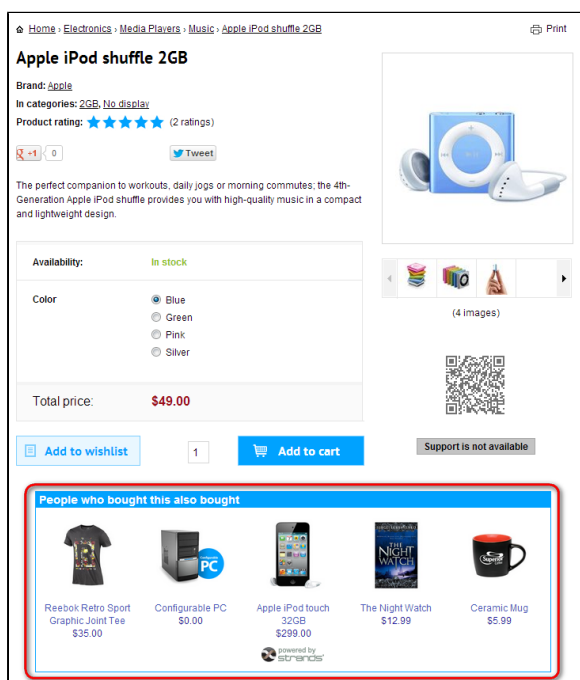 Home › Electronics › Media Players › Music › Apple iPod shuffle 2GB
Print
Apple iPod shuffle 2GB
Brand: Apple
In categories: 2GB, No display
Product rating: (2 ratings)
+1 0
Tweet
The perfect companion to workouts, daily jogs or morning commutes; the 4th-
Generation Apple iPod shuffle provides you with high-quality music in a compact
and lightweight design.
Availability: In stock
Color
Blue
Green
Pink
Silver
Total price: $49.00
Add to wishlist
1
Add to cart
(4 images)
Support is not available
People who bought this also bought
Reebok Retro Sport
Graphic Joint Tee
$35.00
Configurable PC
$0.00
Apple iPod touch
32GB
$299.00
THE
NIGHT
WATCH
The Night Watch
$12.99
Superior
Ceramic Mug
$5.99
PC
powered by
strands